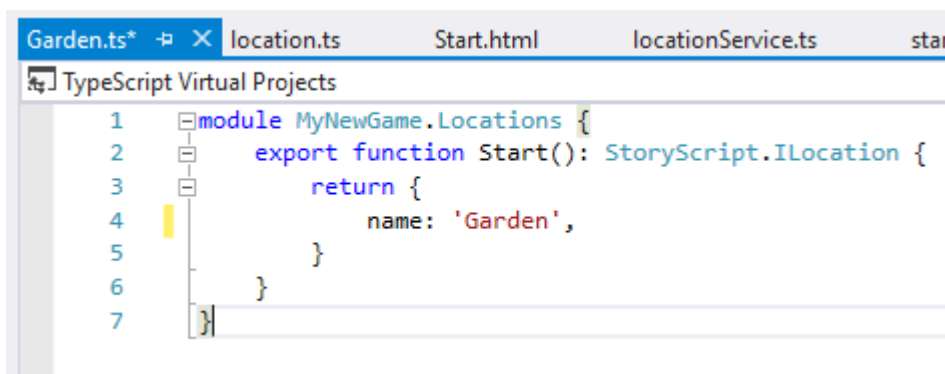 Garden.ts* location.ts Start.html locationService.ts
TypeScript Virtual Projects
1 module MyNewGame.Locations {
2     export function Start(): StoryScript.ILocation {
3         return {
4             name: 'Garden',
5         }
6     }
7 }